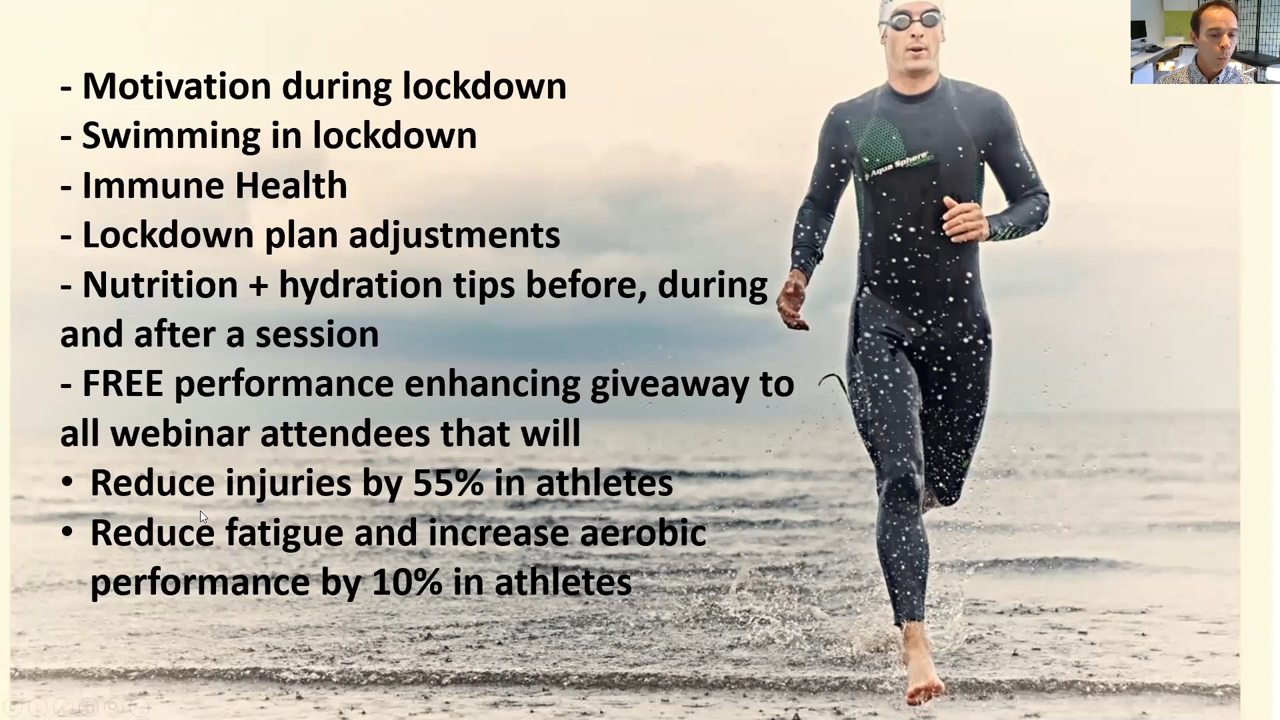 - Motivation during lockdown
- Swimming in lockdown
- Immune Health
- Lockdown plan adjustments
- Nutrition + hydration tips before, during
and after a session
- FREE performance enhancing giveaway to
all webinar attendees that will
• Reduce injuries by 55% in athletes
• Reduce fatigue and increase aerobic
performance by 10% in athletes
Aqua Sphere